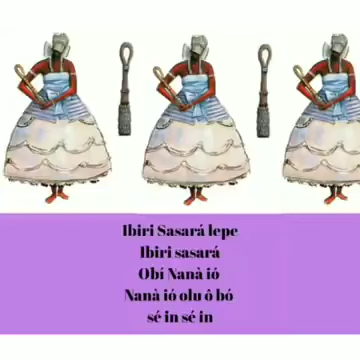 Ibiri Sasará lepe
Ibiri sasará
Obí Nanà ió
Nanà ió olu ô bó
sé in sé in